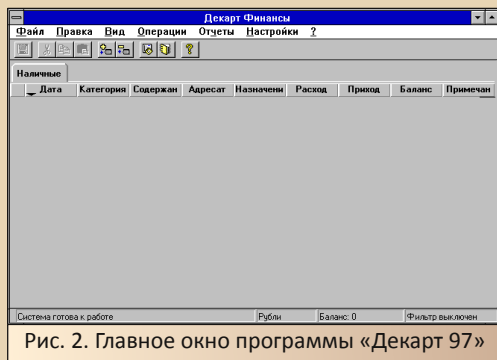 Декарт Финансы
Файл Правка Вид Операции Отчеты Настройки ?
Наличные
Дата Категория Содержан Адресат Назначени Расход Приход Баланс Примечан
Система готова к работе Рубли Баланс: 0 Фильтр выключен
Рис. 2. Главное окно программы «Декарт 97»